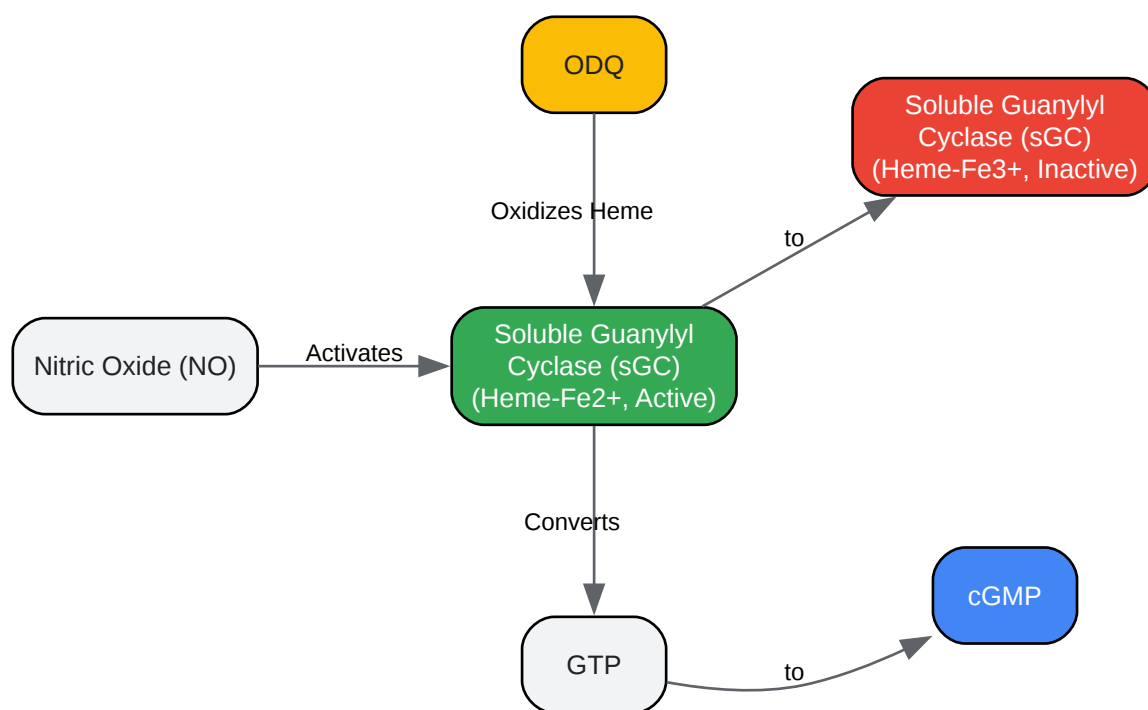 ODQ
Soluble Guanylyl
Cyclase (sGC)
(Heme-Fe3+, Inactive)
Oxidizes Heme
to
Nitric Oxide (NO)
Activates
Soluble Guanylyl
Cyclase (sGC)
(Heme-Fe2+, Active)
Converts
cGMP
GTP
to